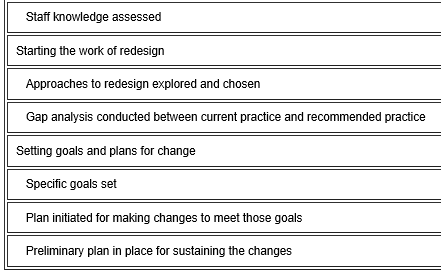 Staff knowledge assessed
Starting the work of redesign
Approaches to redesign explored and chosen
Gap analysis conducted between current practice and recommended practice
Setting goals and plans for change
Specific goals set
Plan initiated for making changes to meet those goals
Preliminary plan in place for sustaining the changes